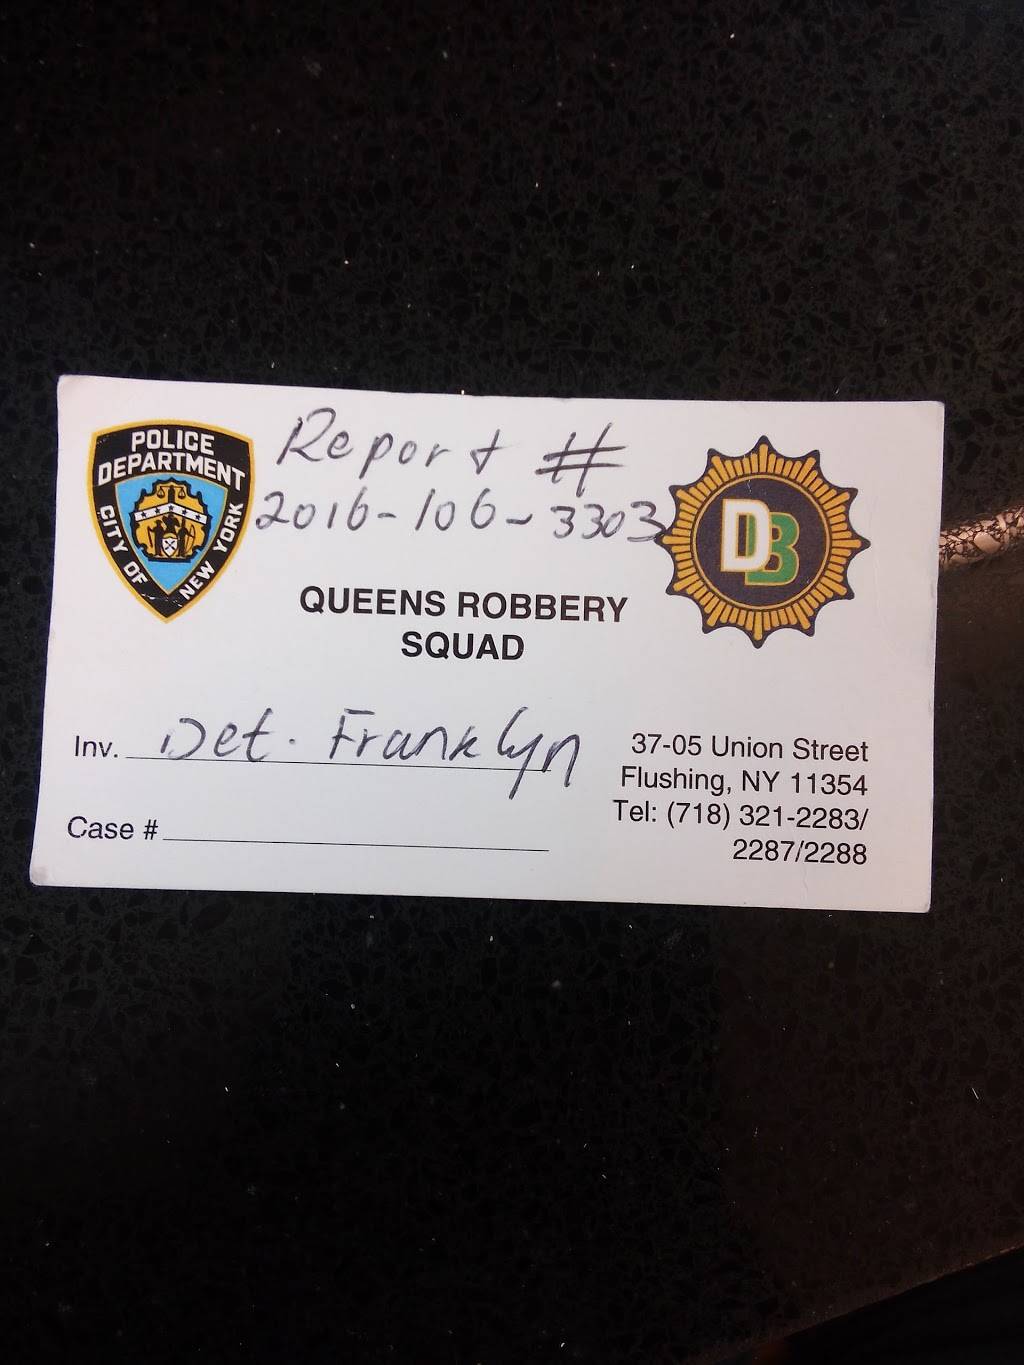 POLICE
DEPARTMENT
CITY OF NEW YORK
Report #
2016-106-3303
DB
QUEENS ROBBERY
SQUAD
Inv. Det. Franklyn
Case #
37-05 Union Street
Flushing, NY 11354
Tel: (718) 321-2283/
2287/2288